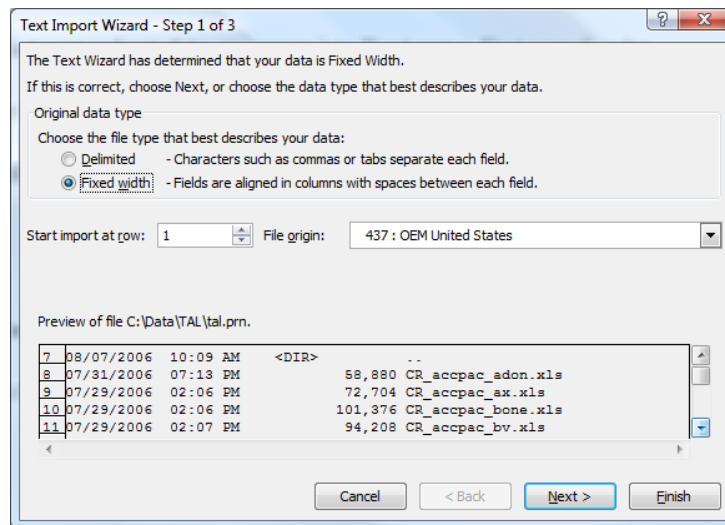 Text Import Wizard - Step 1 of 3
The Text Wizard has determined that your data is Fixed Width.
If this is correct, choose Next, or choose the data type that best describes your data.
Original data type
Choose the file type that best describes your data:
Delimited - Characters such as commas or tabs separate each field.
Fixed width - Fields are aligned in columns with spaces between each field.
Start import at row: 1 File origin: 437 : OEM United States
Preview of file C:\Data\TAL\tal.prn.
7 08/07/2006 10:09 AM <DIR> ..
8 07/31/2006 07:13 PM 58,880 CR_accpac_adon.xls
9 07/29/2006 02:06 PM 72,704 CR_accpac_ax.xls
10 07/29/2006 02:06 PM 101,376 CR_accpac_bone.xls
11 07/29/2006 02:07 PM 94,208 CR_accpac_bv.xls
Cancel < Back Next > Finish